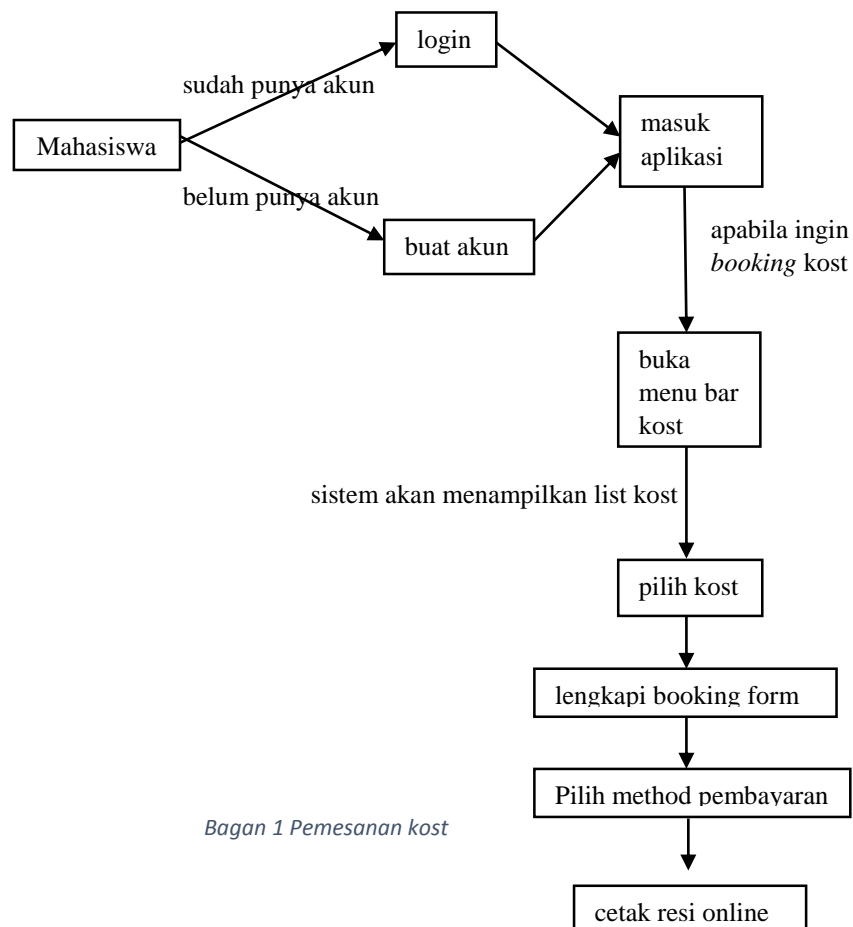 login
sudah punya akun
Mahasiswa
masuk
aplikasi
belum punya akun
buat akun
apabila ingin
booking kost
buka
menu bar
kost
sistem akan menampilkan list kost
pilih kost
lengkapi booking form
Pilih method pembayaran
Bagan 1 Pemesanan kost
cetak resi online